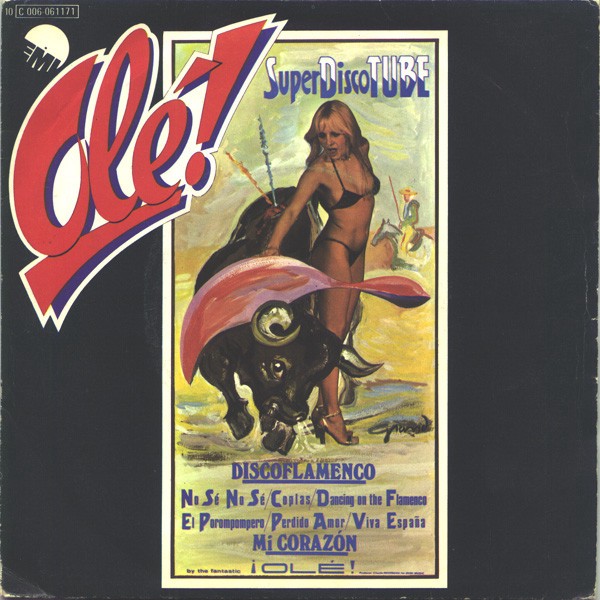 10 C 006-061171
EMI
Olé!
SuperDiscoTUBE
DISCOFLAMENCO
No Sé No Sé/Coplas/Dancing on the Flamenco
El Porompompero/Perdido Amor/Viva España
Mi CORAZÓN
by the fantastic ¡OLÉ!